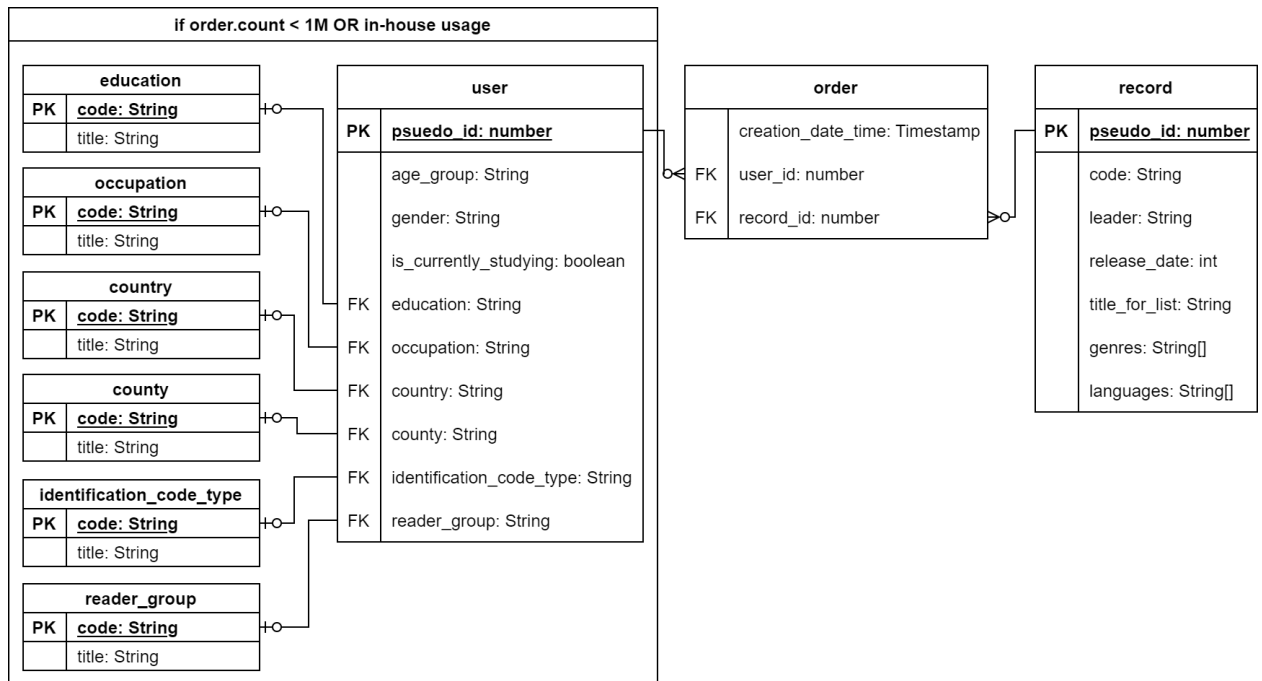 if order.count < 1M OR in-house usage
education
PK code: String
title: String
occupation
PK code: String
title: String
country
PK code: String
title: String
county
PK code: String
title: String
identification_code_type
PK code: String
title: String
reader_group
PK code: String
title: String
user
PK psuedo_id: number
age_group: String
gender: String
is_currently_studying: boolean
FK education: String
FK occupation: String
FK country: String
FK county: String
FK identification_code_type: String
FK reader_group: String
order
creation_date_time: Timestamp
FK user_id: number
FK record_id: number
record
PK pseudo_id: number
code: String
leader: String
release_date: int
title_for_list: String
genres: String[]
languages: String[]